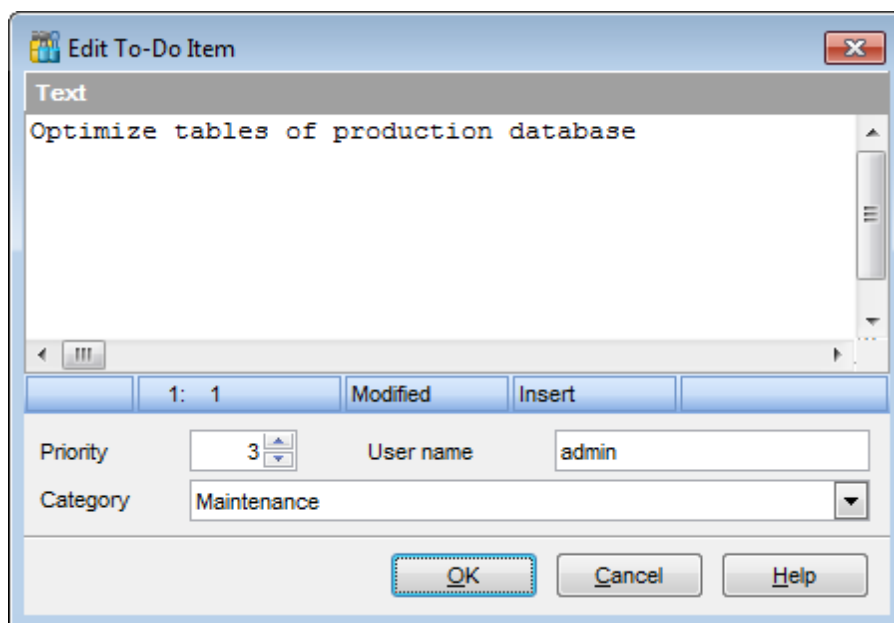 Edit To-Do Item
Text
Optimize tables of production database
1: 1 Modified Insert
Priority 3 User name admin
Category Maintenance
OK Cancel Help